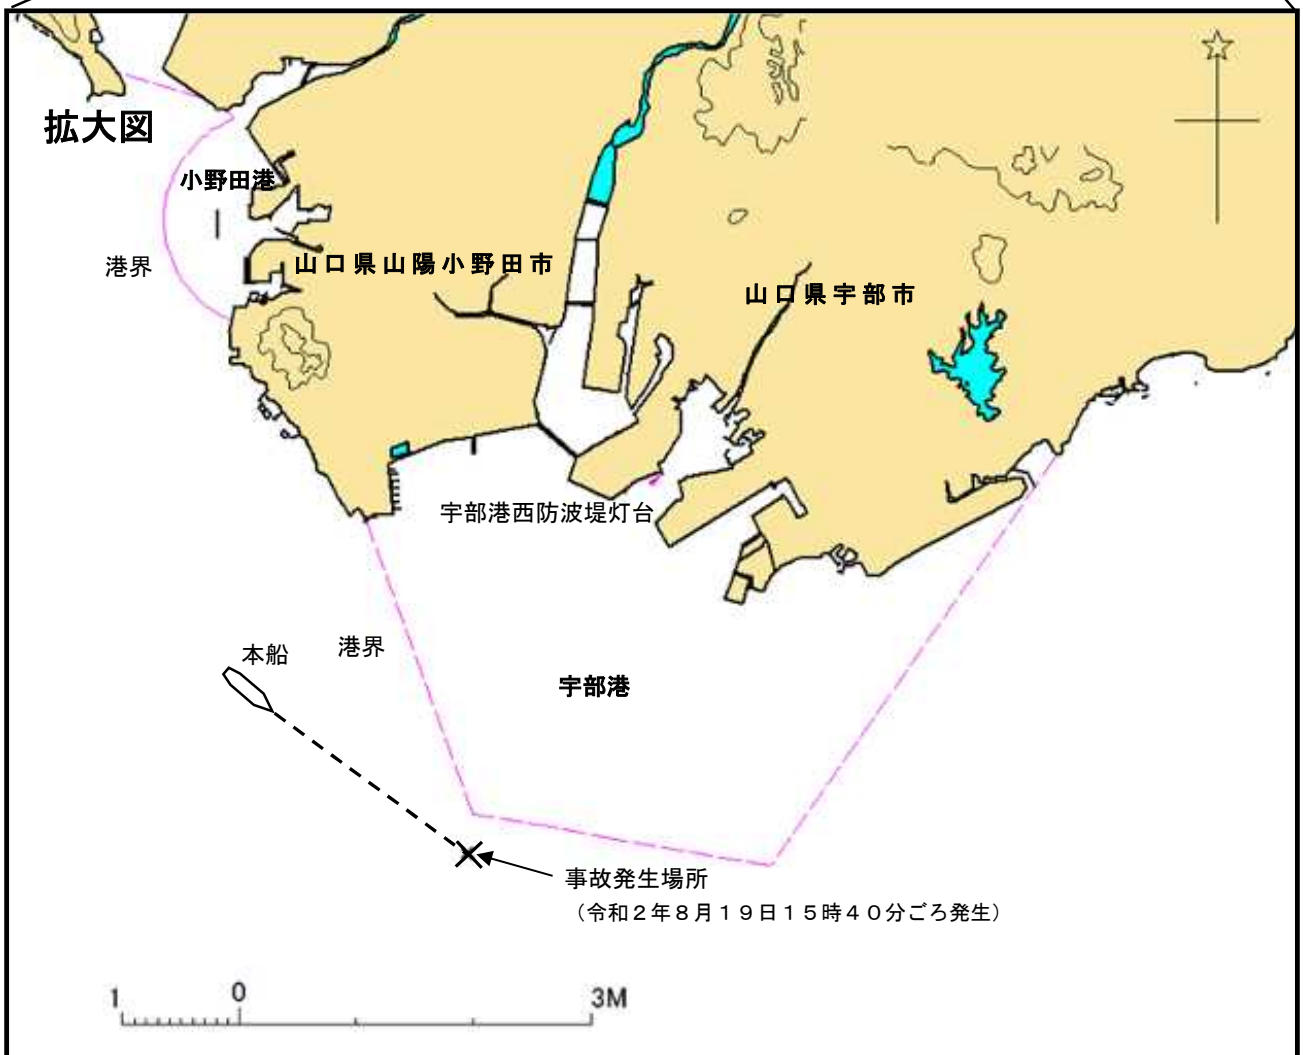 拡大図
小野田港
港界
山口県山陽小野田市
山口県宇部市
宇部港西防波堤灯台
本船
港界
宇部港
事故発生場所
（令和２年８月１９日１５時４０分ごろ発生）
1 0 3M